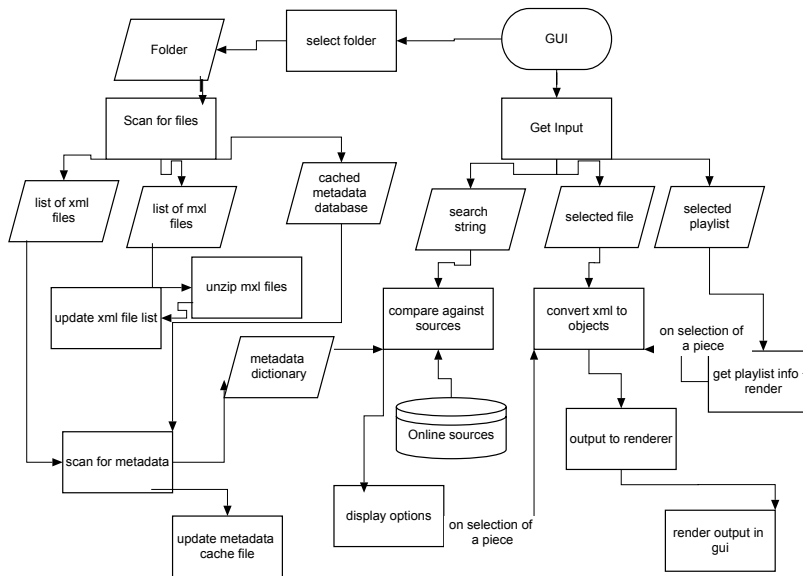 Folder
select folder
GUI
Scan for files
Get Input
list of xml
files
list of mxl
files
cached
metadata
database
search
string
selected file
selected
playlist
update xml file list
unzip mxl files
compare against
sources
convert xml to
objects
on selection of
a piece
get playlist info +
render
metadata
dictionary
Online sources
output to renderer
scan for metadata
display options
on selection of
a piece
render output in
gui
update metadata
cache file